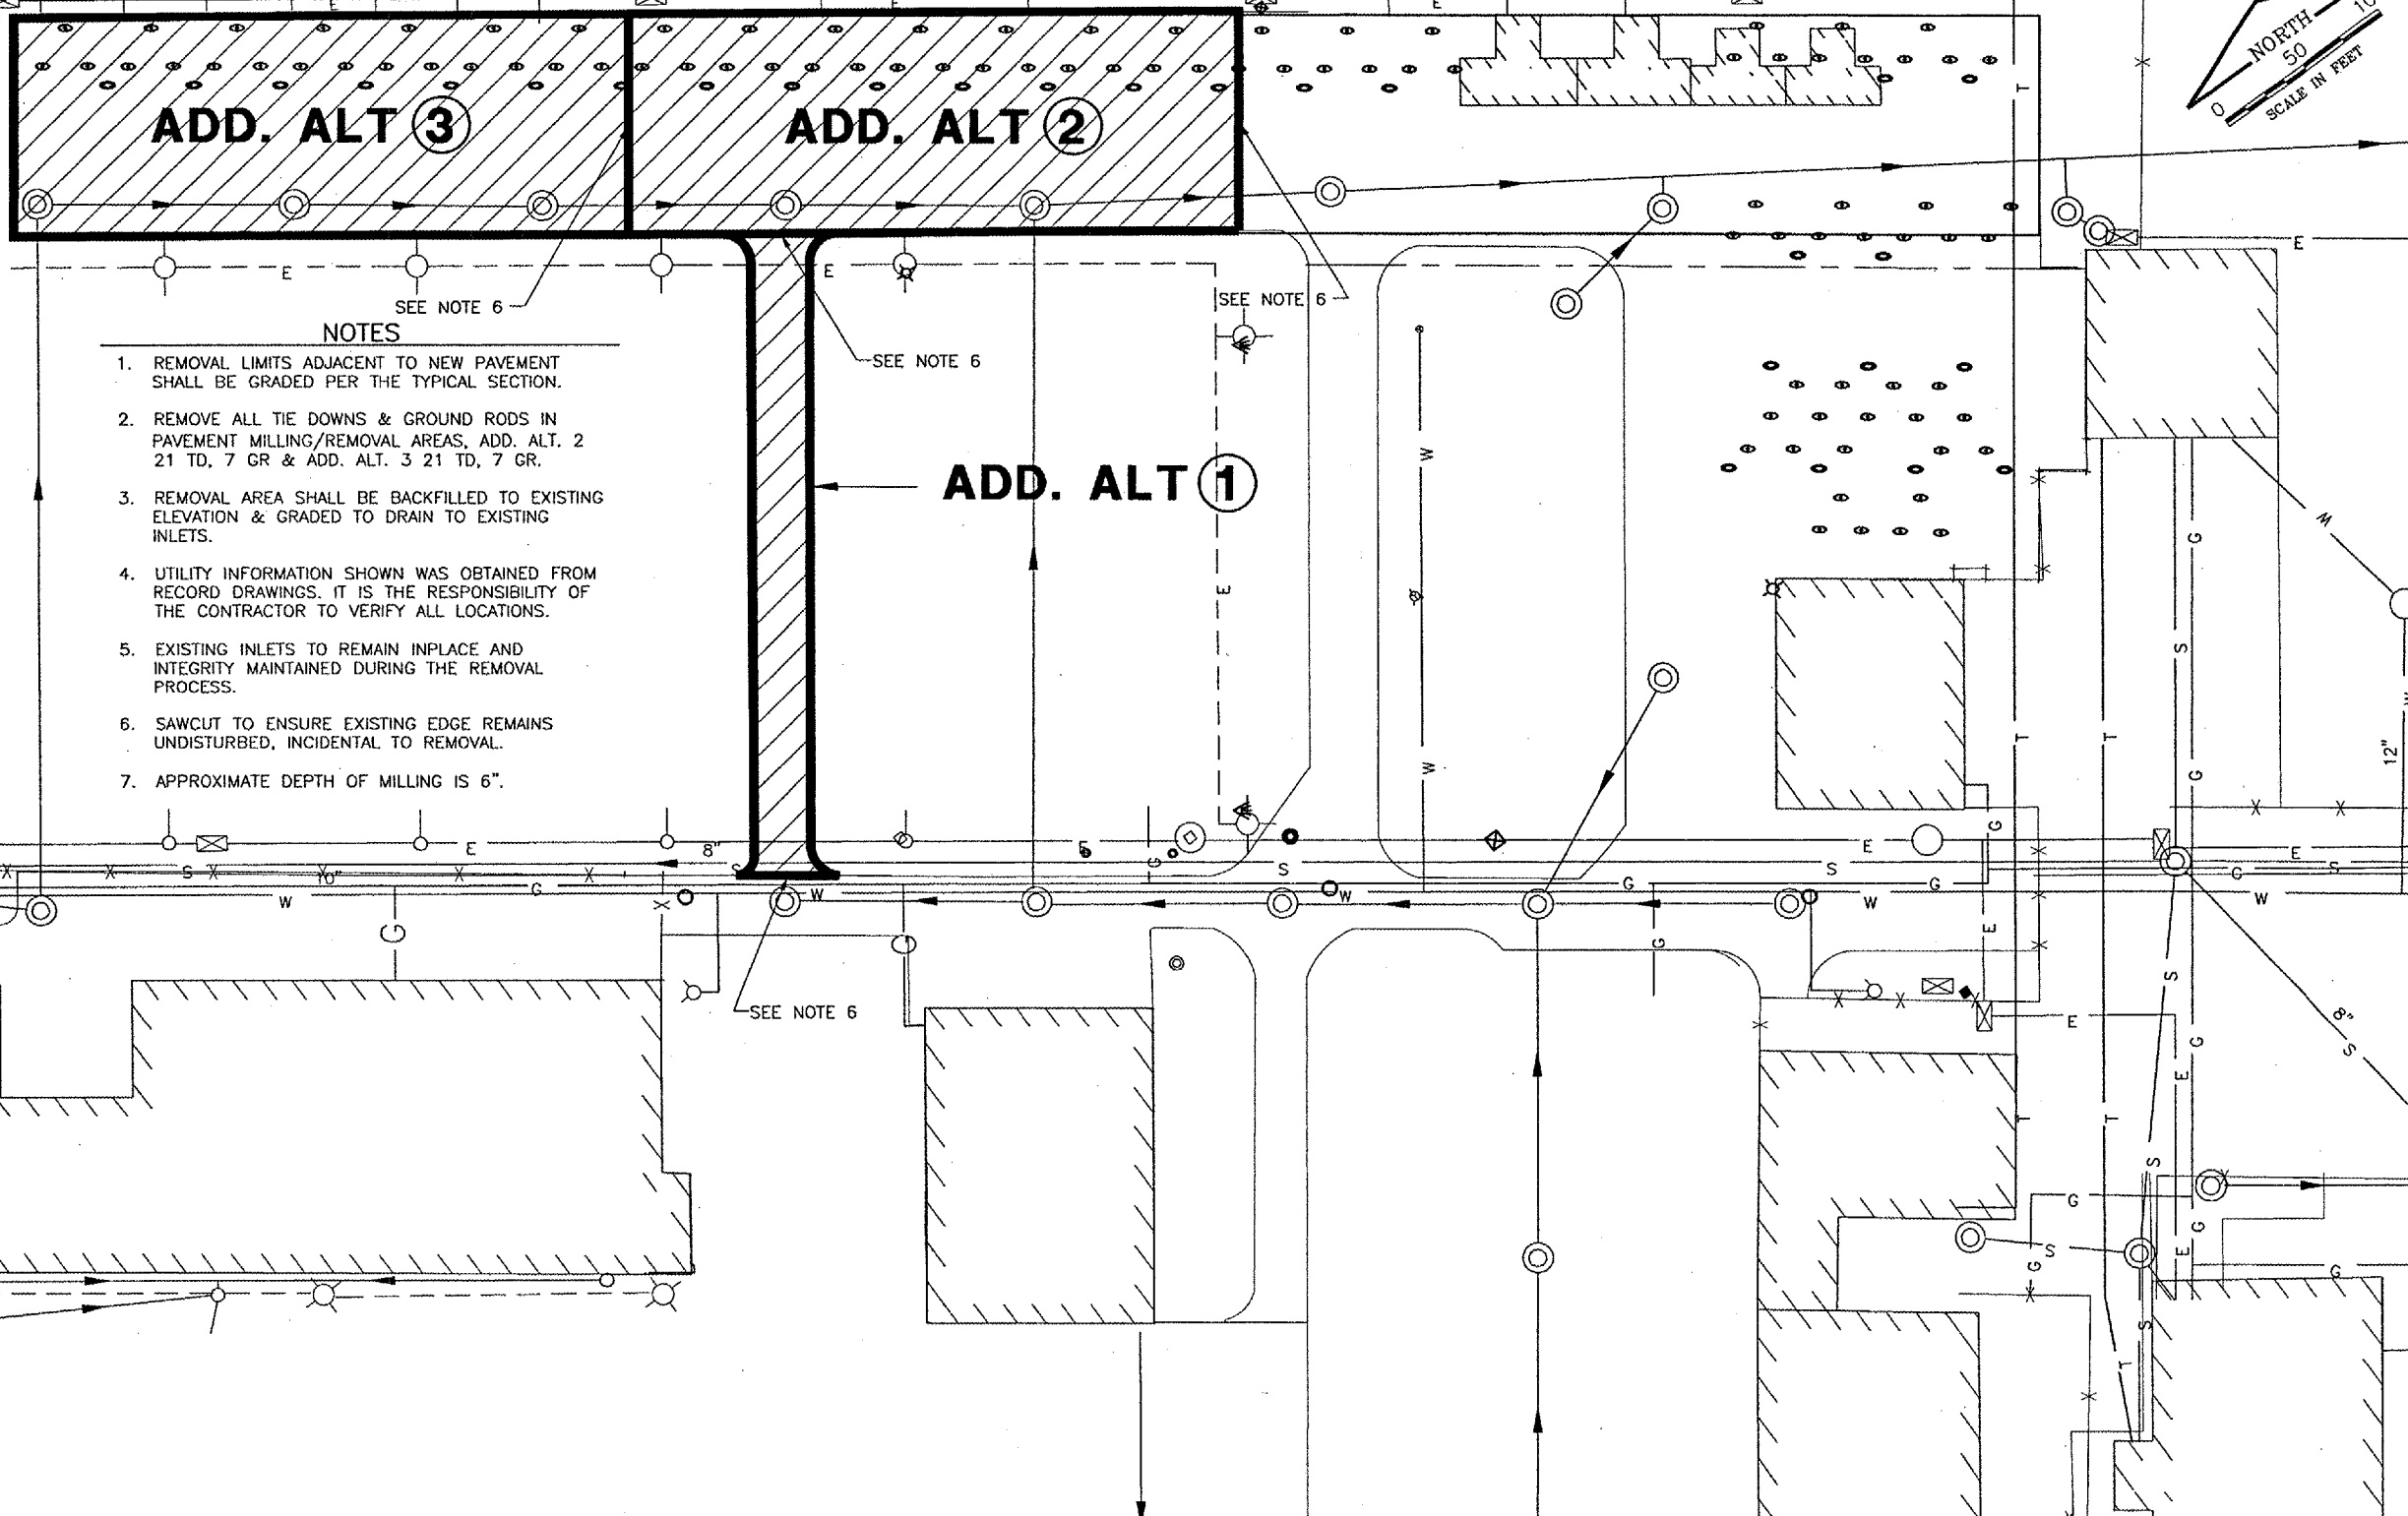 E
E
E
ADD. ALT 3
ADD. ALT 2
NORTH
0
50
10
SCALE IN FEET
T
E
E
E
SEE NOTE 6
SEE NOTE 6
SEE NOTE 6
NOTES
1. REMOVAL LIMITS ADJACENT TO NEW PAVEMENT
SHALL BE GRADED PER THE TYPICAL SECTION.
2. REMOVE ALL TIE DOWNS & GROUND RODS IN
PAVEMENT MILLING/REMOVAL AREAS, ADD. ALT. 2
21 TD, 7 GR & ADD. ALT. 3 21 TD, 7 GR.
3. REMOVAL AREA SHALL BE BACKFILLED TO EXISTING
ELEVATION & GRADED TO DRAIN TO EXISTING
INLETS.
4. UTILITY INFORMATION SHOWN WAS OBTAINED FROM
RECORD DRAWINGS. IT IS THE RESPONSIBILITY OF
THE CONTRACTOR TO VERIFY ALL LOCATIONS.
5. EXISTING INLETS TO REMAIN INPLACE AND
INTEGRITY MAINTAINED DURING THE REMOVAL
PROCESS.
6. SAWCUT TO ENSURE EXISTING EDGE REMAINS
UNDISTURBED, INCIDENTAL TO REMOVAL.
7. APPROXIMATE DEPTH OF MILLING IS 6".
ADD. ALT 1
W
W
E
W
G
S
G
T
T
12"
W
E
8"
E
G
E
G
E
S
10"
S
S
S
G
S
G
G
G
W
W
W
W
W
G
G
E
SEE NOTE 6
S
G
E
E
8"
S
T
T
S
G
G
S
E
G
G
T
S